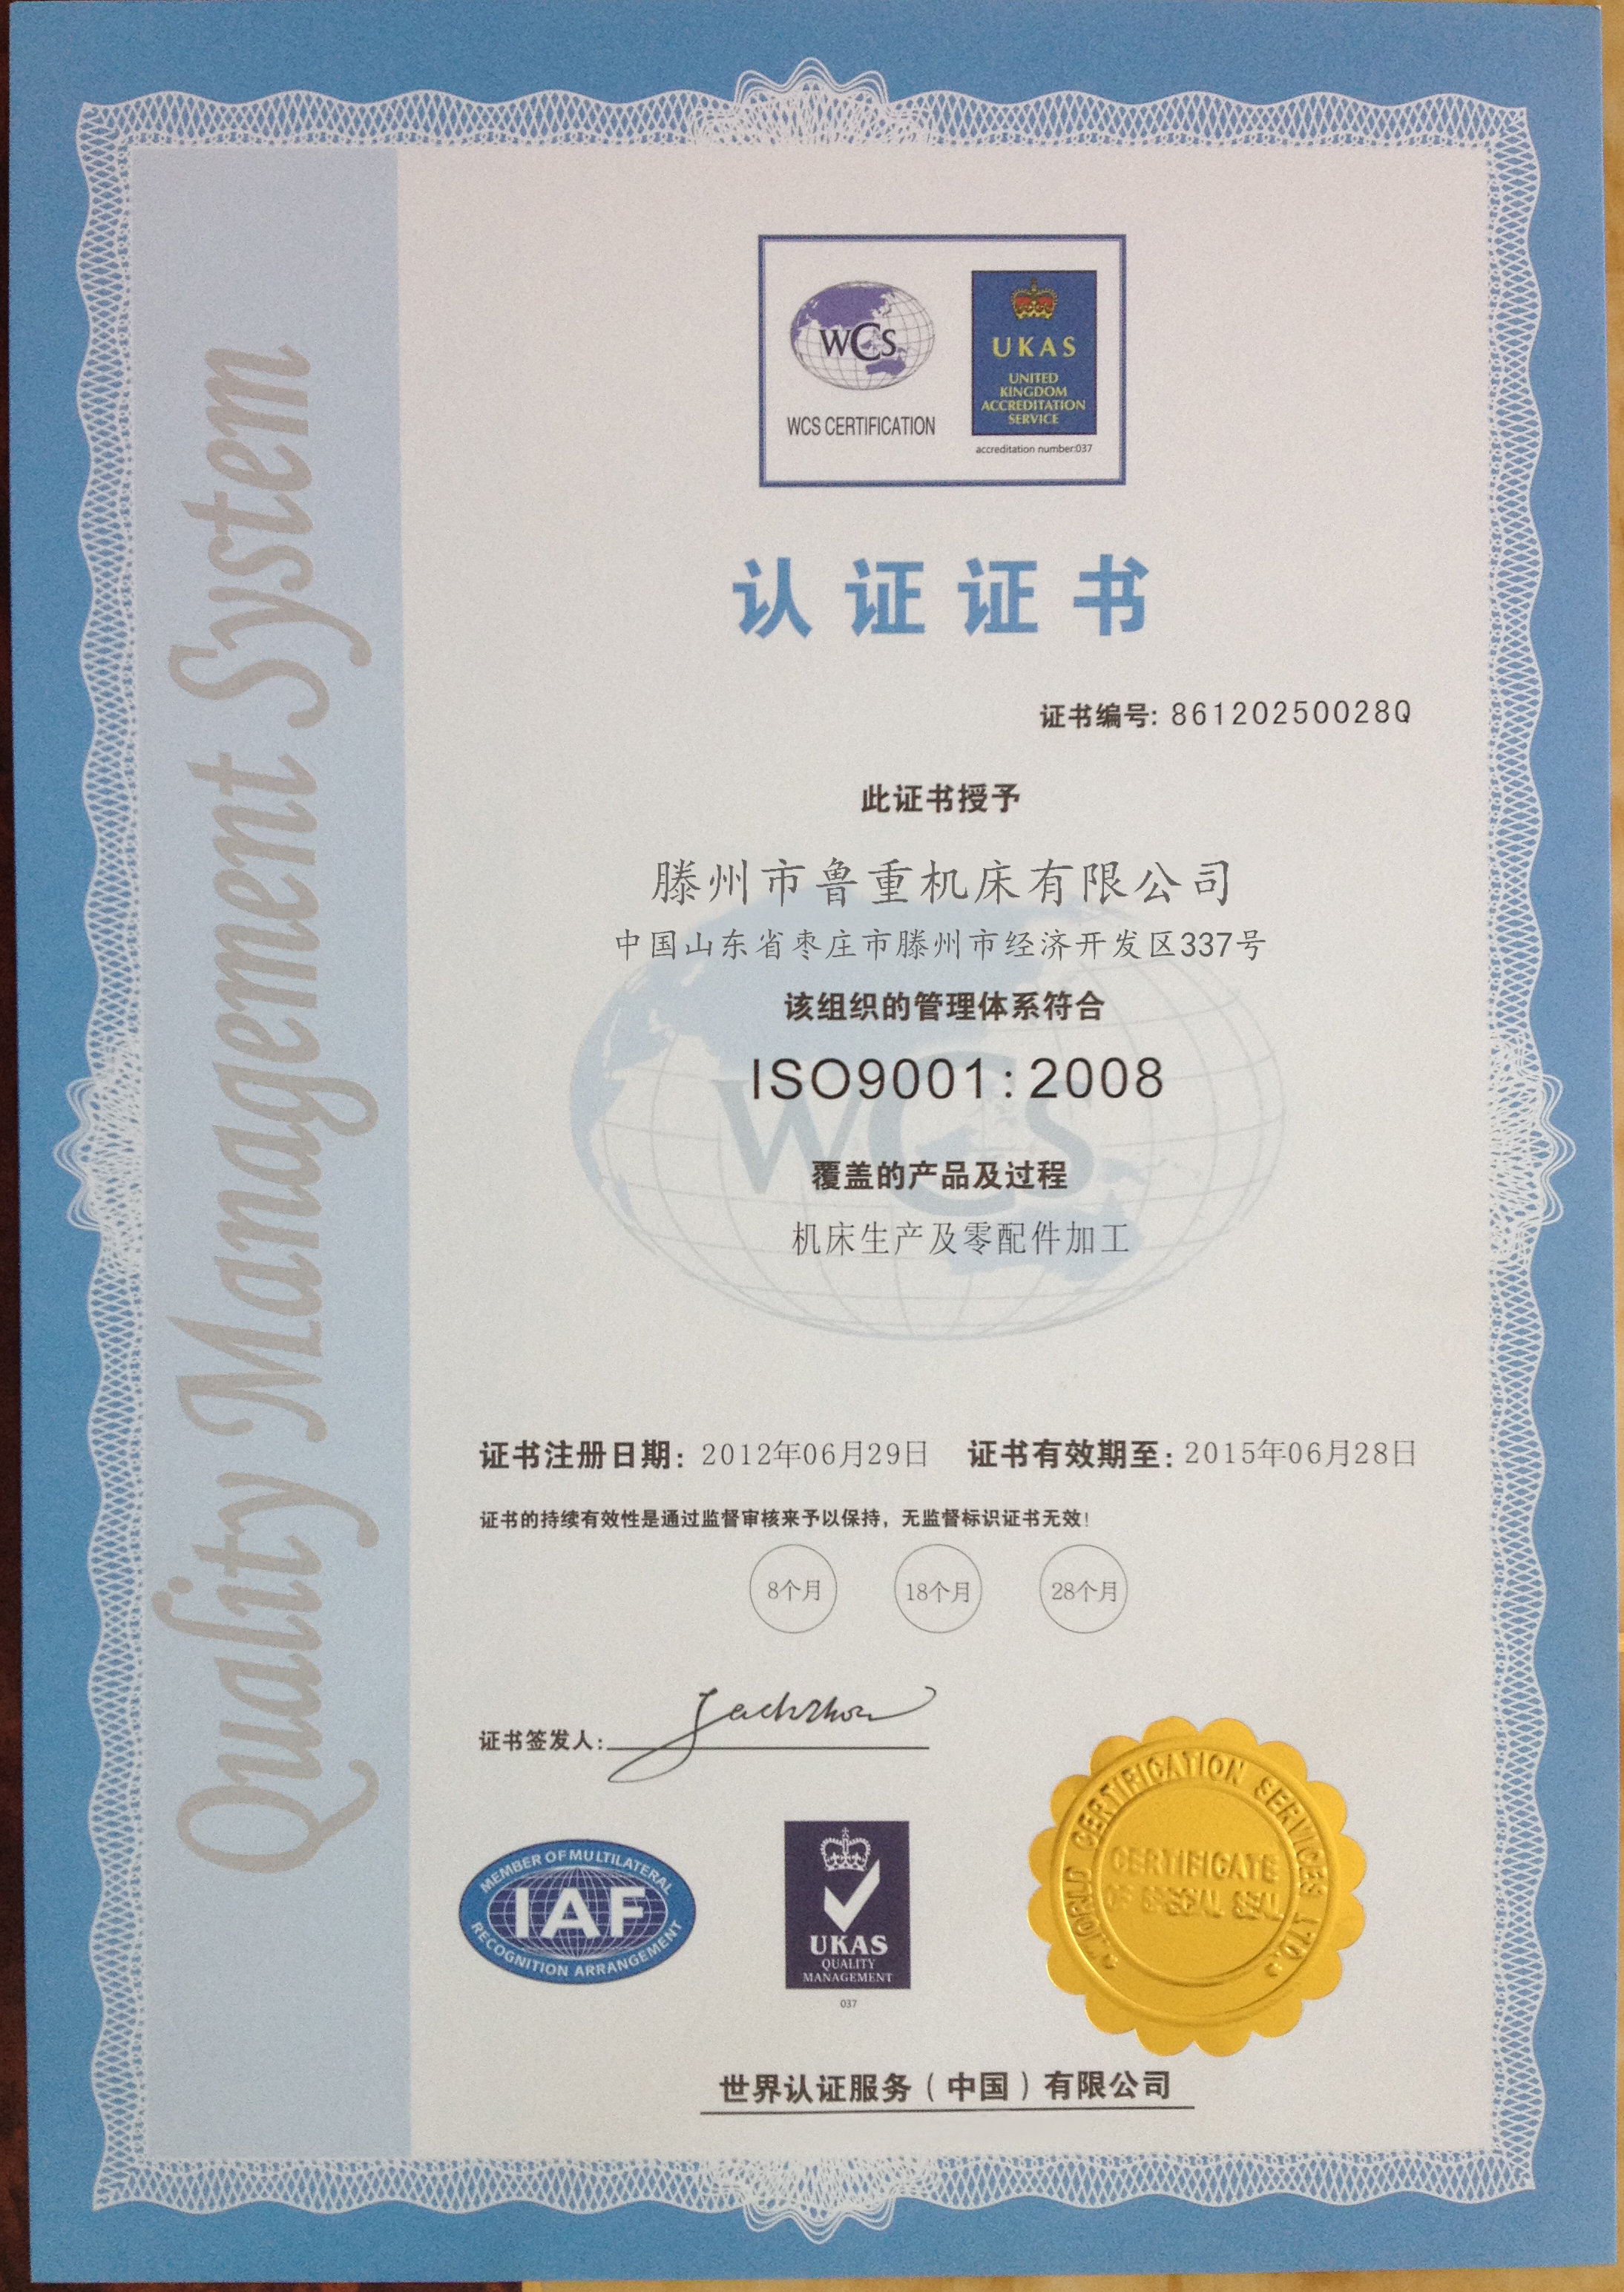 Quality Management System
WCS
WCS CERTIFICATION
UKAS
UNITED
KINGDOM
ACCREDITATION
SERVICE
accreditation number:037
认证证书
证书编号: 86120250028Q
此证书授予
滕州市鲁重机床有限公司
中国山东省枣庄市滕州市经济开发区337号
该组织的管理体系符合
ISO9001:2008
WCS
覆盖的产品及过程
机床生产及零配件加工
证书注册日期: 2012年06月29日 证书有效期至: 2015年06月28日
证书的持续有效性是通过监督审核来予以保持，无监督标识证书无效!
8个月 18个月 28个月
证书签发人:
MEMBER OF MULTILATERAL
IAF
RECOGNITION ARRANGEMENT
UKAS
QUALITY
MANAGEMENT
037
WORLD CERTIFICATION SERVICES LTD.
CERTIFICATE
OF SPECIAL SEAL
世界认证服务（中国）有限公司